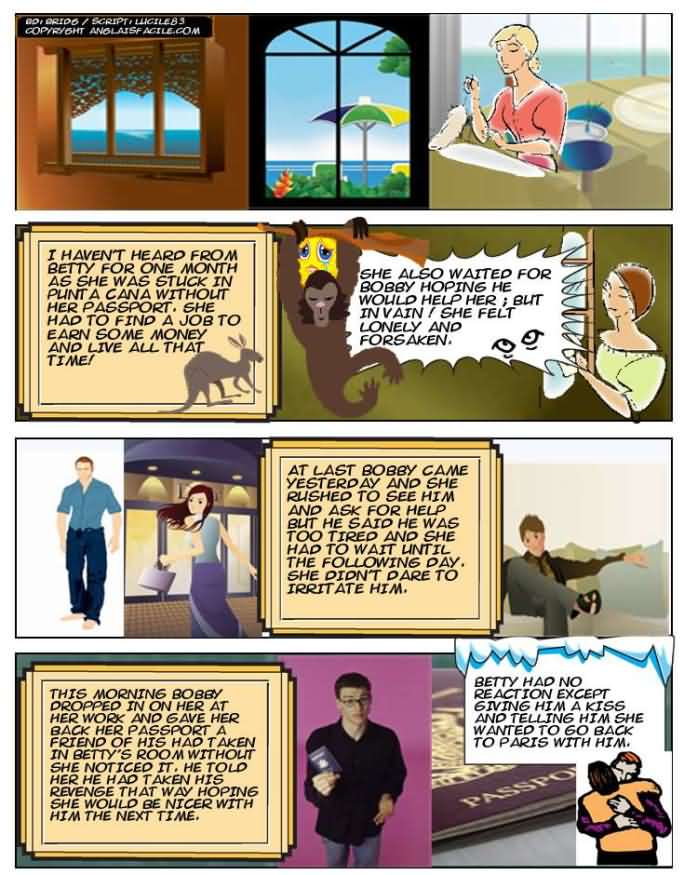 BD: BRIDG / SCRIPT: LUCILE83
COPYRYGHT ANGLAISFACILE.COM
I HAVEN'T HEARD FROM
BETTY FOR ONE MONTH
AS SHE WAS STUCK IN
PUNTA CANA WITHOUT
HER PASSPORT. SHE
HAD TO FIND A JOB TO
EARN SOME MONEY
AND LIVE ALL THAT
TIME!
SHE ALSO WAITED FOR
BOBBY HOPING HE
WOULD HELP HER ; BUT
IN VAIN ! SHE FELT
LONELY AND
FORSAKEN.
AT LAST BOBBY CAME
YESTERDAY AND SHE
RUSHED TO SEE HIM
AND ASK FOR HELP
BUT HE SAID HE WAS
TOO TIRED AND SHE
HAD TO WAIT UNTIL
THE FOLLOWING DAY.
SHE DIDN'T DARE TO
IRRITATE HIM.
THIS MORNING BOBBY
DROPPED IN ON HER AT
HER WORK AND GAVE HER
BACK HER PASSPORT A
FRIEND OF HIS HAD TAKEN
IN BETTY'S ROOM WITHOUT
SHE NOTICED IT. HE TOLD
HER HE HAD TAKEN HIS
REVENGE THAT WAY HOPING
SHE WOULD BE NICER WITH
HIM THE NEXT TIME.
PASSPO
BETTY HAD NO
REACTION EXCEPT
GIVING HIM A KISS
AND TELLING HIM SHE
WANTED TO GO BACK
TO PARIS WITH HIM.